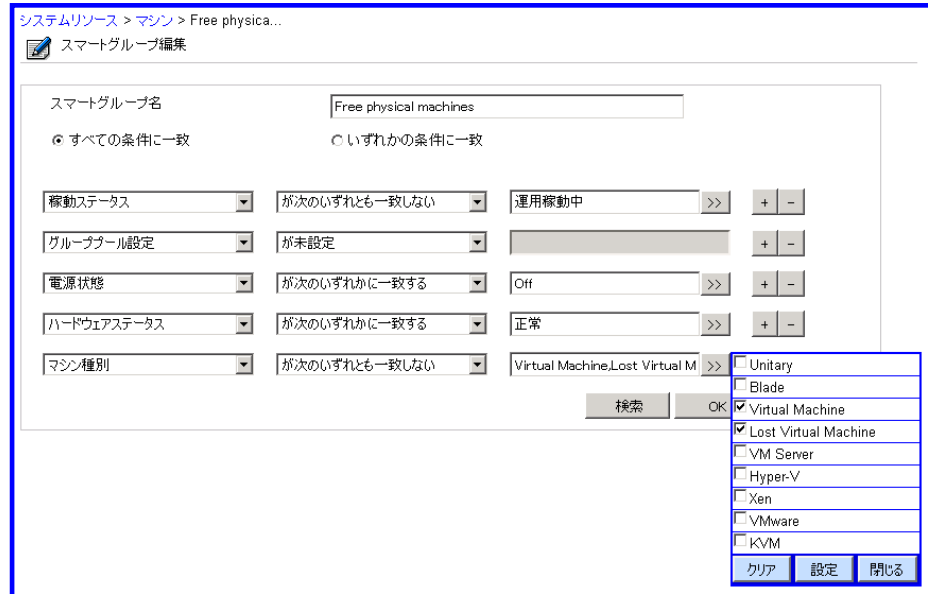 システムリソース > マシン > Free physica...
スマートグループ編集
スマートグループ名 Free physical machines
すべての条件に一致 いずれかの条件に一致
稼動ステータス が次のいずれとも一致しない 運用稼動中 >> + -
グループプール設定 が未設定 + -
電源状態 が次のいずれかに一致する Off >> + -
ハードウェアステータス が次のいずれかに一致する 正常 >> + -
マシン種別 が次のいずれとも一致しない Virtual Machine,Lost Virtual M >>
検索 OK
Unitary
Blade
Virtual Machine
Lost Virtual Machine
VM Server
Hyper-V
Xen
VMware
KVM
クリア 設定 閉じる